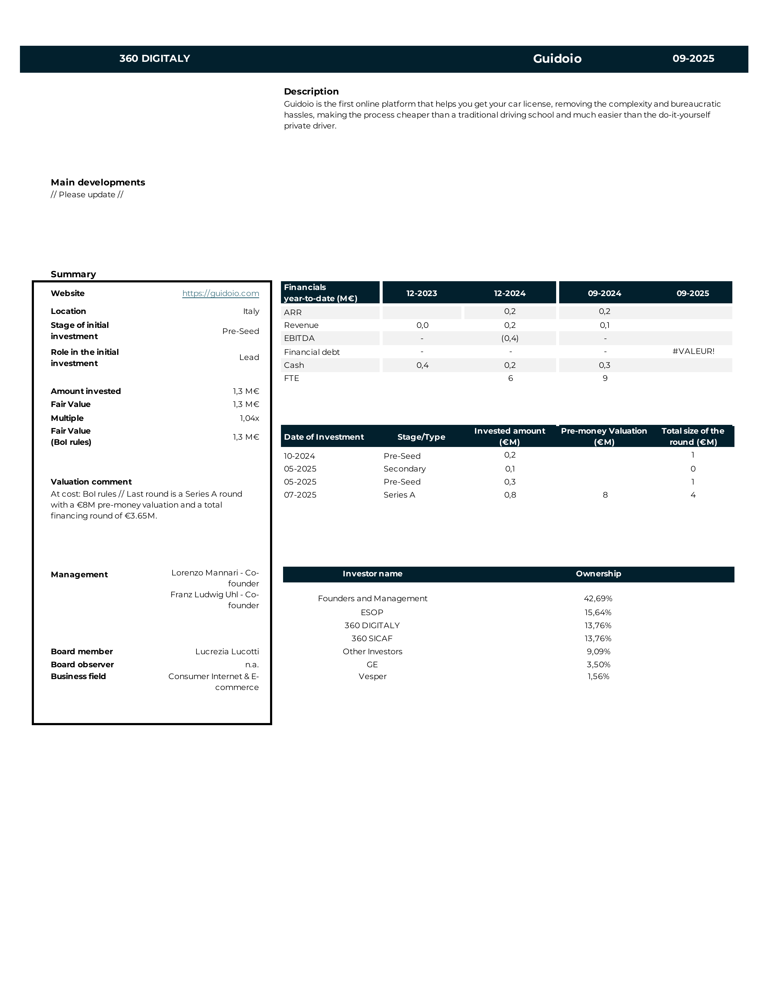 360 DIGITALY Guidoio 09-2025
Description
Guidoio is the first online platform that helps you get your car license, removing the complexity and bureaucratic
hassles, making the process cheaper than a traditional driving school and much easier than the do-it-yourself
private driver.
Main developments
// Please update //
Summary
Website https://guidoio.com
Location Italy
Stage of initial
investment Pre-Seed
Role in the initial
investment Lead
Amount invested 1,3 M€
Fair Value 1,3 M€
Multiple 1,04x
Fair Value
(BoI rules) 1,3 M€
Valuation comment
At cost: BoI rules // Last round is a Series A round
with a €8M pre-money valuation and a total
financing round of €3.65M.
Management Lorenzo Mannari - Co-
founder
Franz Ludwig Uhl - Co-
founder
Board member Lucrezia Lucotti
Board observer n.a.
Business field Consumer Internet & E-
commerce
Financials
year-to-date (M€) 12-2023 12-2024 09-2024 09-2025
ARR 0,2 0,2
Revenue 0,0 0,2 0,1
EBITDA - (0,4) -
Financial debt - - - #VALEUR!
Cash 0,4 0,2 0,3
FTE 6 9
Date of Investment Stage/Type Invested amount
(€M) Pre-money Valuation
(€M) Total size of the
round (€M)
10-2024 Pre-Seed 0,2 1
05-2025 Secondary 0,1 0
05-2025 Pre-Seed 0,3 1
07-2025 Series A 0,8 8 4
Investor name Ownership
Founders and Management 42,69%
ESOP 15,64%
360 DIGITALY 13,76%
360 SICAF 13,76%
Other Investors 9,09%
GE 3,50%
Vesper 1,56%